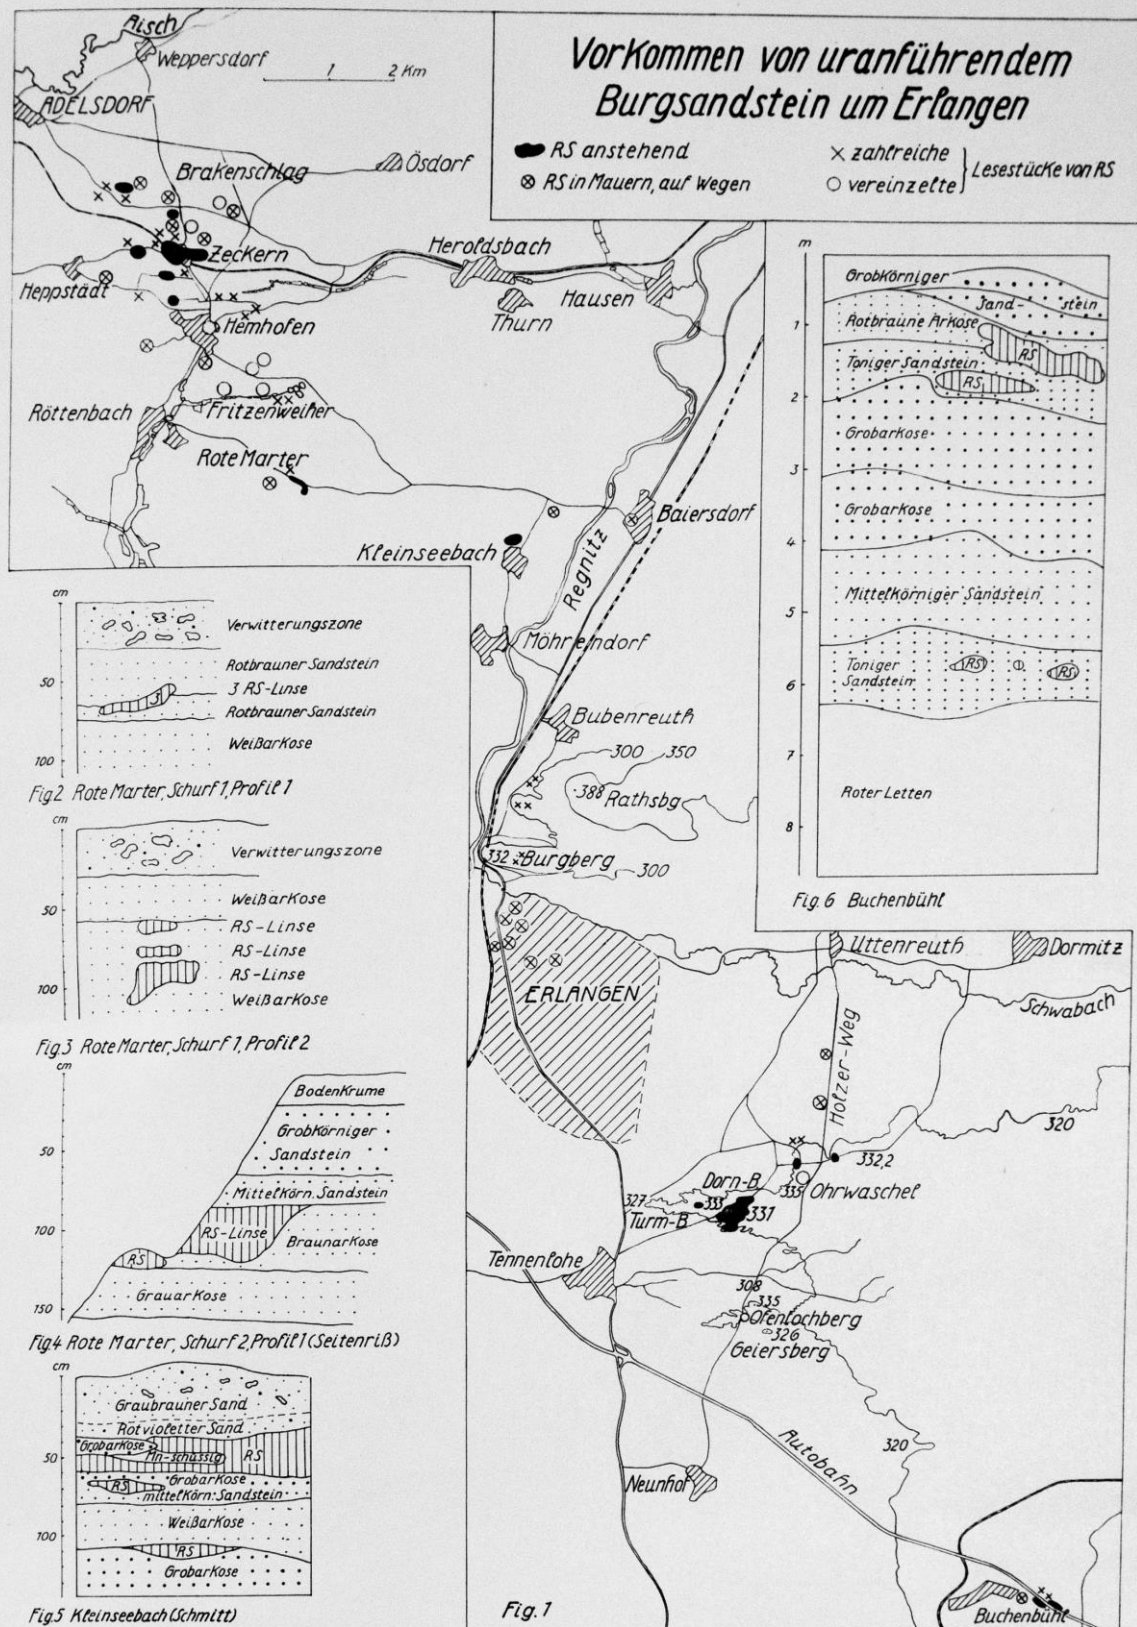 Vorkommen von uranführendem
Burgsandstein um Erlangen
RS anstehend
RS in Mauern, auf Wegen
zahlreiche
vereinzelte
Lesestücke von RS
Aisch
Weppersdorf
1 2 Km
ADELSDORF
Brakenschlag
Ösdorf
Zeckern
Heroldsbach
Heppstädt
Hausen
Thurn
Hemhofen
Röttenbach
Fritzenweiher
Rote Marter
Baiersdorf
Kleinseebach
Regnitz
Möhrendorf
Bubenreuth
300 350
388 Rathsbg
332 Burgberg
300
ERLANGEN
Uttenreuth
Dormitz
Schwabach
Holzer-Weg
320
332,2
Dorn-B.
335 Ohrwaschel
327
333
331
Turm-B.
Tennenlohe
308
335
Ofenlochberg
326
Geiersberg
320
Autobahn
Neunhof
Buchenbühl
Fig. 1
cm
Verwitterungszone
Rotbrauner Sandstein
50
3
3 RS-Linse
Rotbrauner Sandstein
Weißarkose
100
Fig.2 Rote Marter, Schurf 1, Profil 1
cm
Verwitterungszone
Weißarkose
50
RS-Linse
RS-Linse
RS-Linse
100
Weißarkose
Fig.3 Rote Marter, Schurf 1, Profil 2
cm
Bodenkrume
Grobkörniger
50
Sandstein
Mittelkörn. Sandstein
100
RS-Linse
Braunarkose
RS
Grauarkose
150
Fig.4 Rote Marter, Schurf 2, Profil 1 (Seitenriß)
cm
Graubrauner Sand
Rotvioletter Sand
50
Grobarkose
Mn-schüssig
RS
Grobarkose
RS
mittelkörn. Sandstein
Weißarkose
100
RS
Grobarkose
Fig.5 Kleinseebach (Schmitt)
m
Grobkörniger
Sand- stein
1
Rotbraune Arkose
RS
Toniger Sandstein
RS
2
Grobarkose
3
Grobarkose
4
Mittelkörniger Sandstein
5
Toniger
Sandstein
RS
RS
6
7
Roter Letten
8
Fig. 6 Buchenbühl